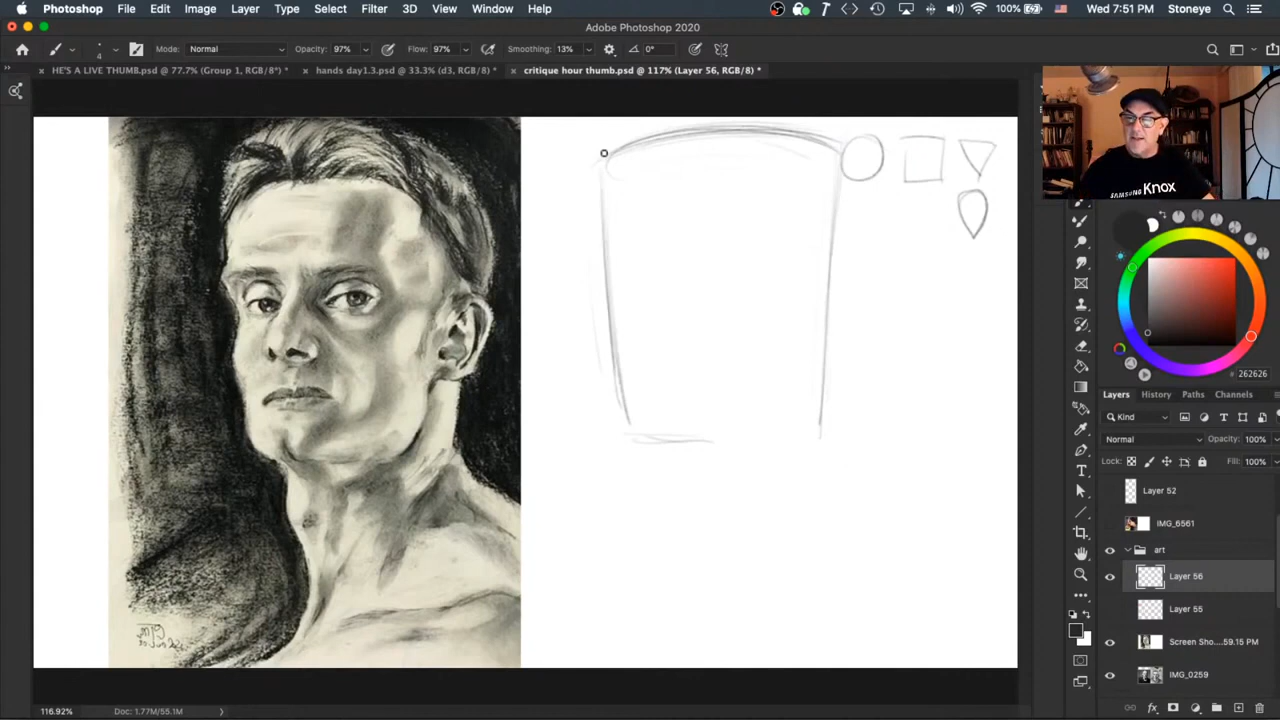 Photoshop File Edit Image Layer Type Select Filter 3D View Window Help 100% Wed 7:51 PM Stoneye
Adobe Photoshop 2020
4 Mode: Normal Opacity: 97% Flow: 97% Smoothing: 13% 0°
HE'S A LIVE THUMB.psd @ 77.7% (Group 1, RGB/8*) * hands day1.3.psd @ 33.3% (d3, RGB/8) * critique hour thumb.psd @ 117% (Layer 56, RGB/8) *
SAMSUNG Knox
# 262626
Layers History Paths Channels
Kind
Normal Opacity: 100%
Lock: Fill: 100%
Layer 52
IMG_6561
art
Layer 56
Layer 55
Screen Sho....59.15 PM
IMG_0259
116.92% Doc: 1.77M/55.1M